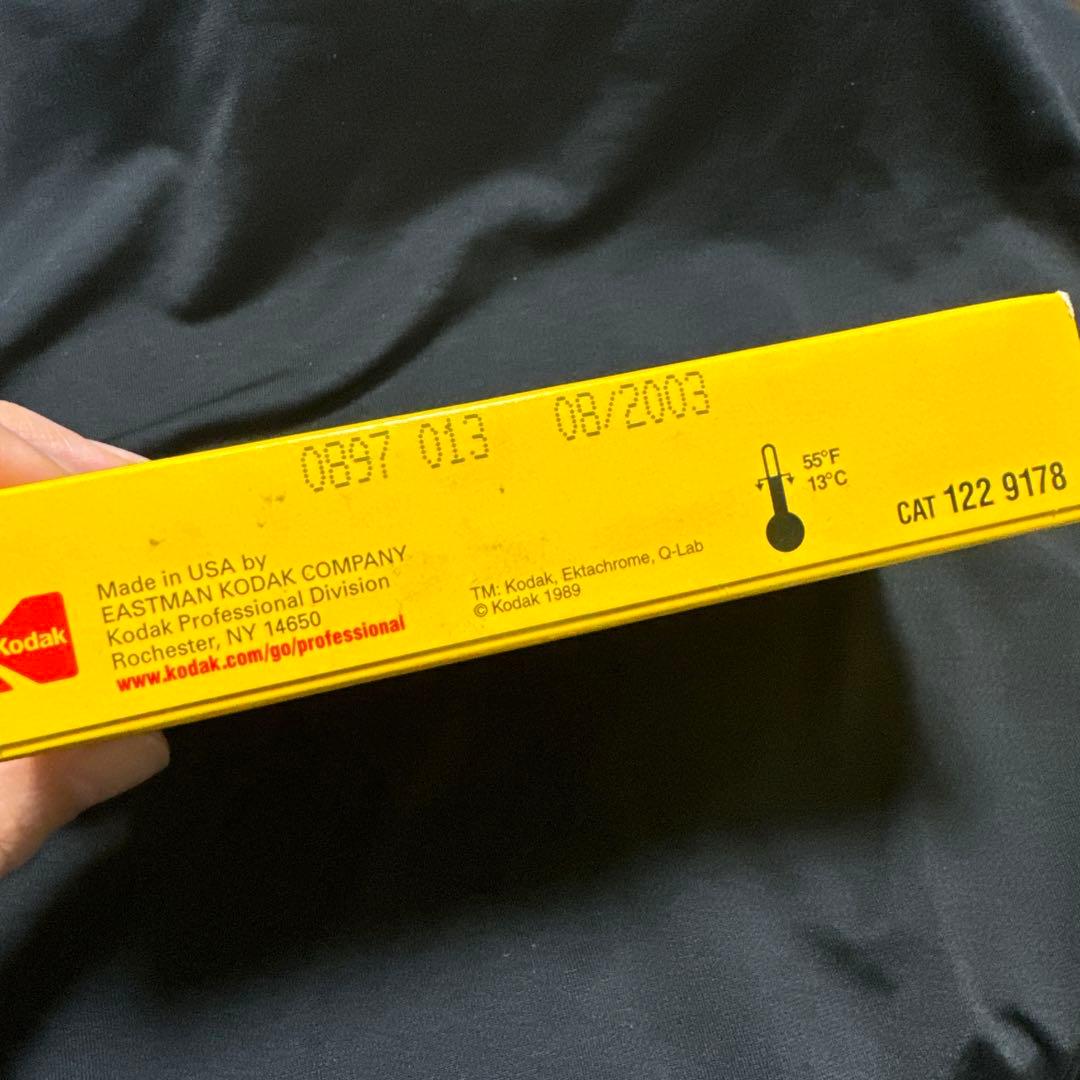 0897 013 08/2003
55°F
13°C
CAT 122 9178
Kodak
Made in USA by
EASTMAN KODAK COMPANY
Kodak Professional Division
Rochester, NY 14650
www.kodak.com/go/professional
TM: Kodak, Ektachrome, Q-Lab
© Kodak 1989